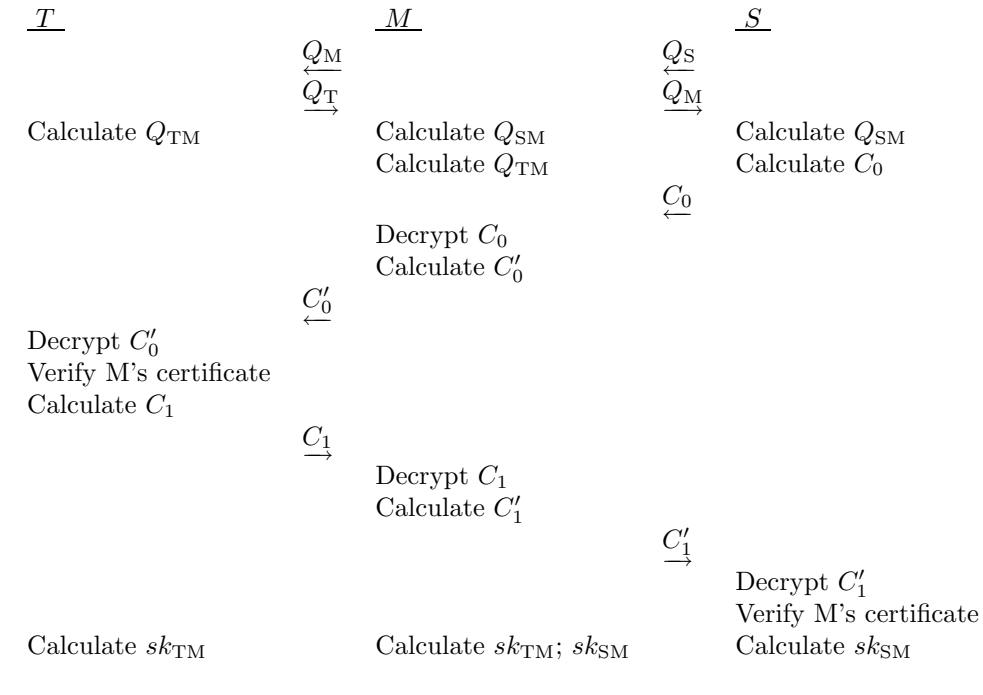 T M S
Q_M Q_S
Q_T Q_M
Calculate Q_TM Calculate Q_SM Calculate Q_SM
Calculate Q_TM Calculate C_0
C_0
Decrypt C_0
Calculate C'_0
C'_0
Decrypt C'_0
Verify M's certificate
Calculate C_1
C_1
Decrypt C_1
Calculate C'_1
C'_1
Decrypt C'_1
Verify M's certificate
Calculate sk_TM Calculate sk_TM; sk_SM Calculate sk_SM